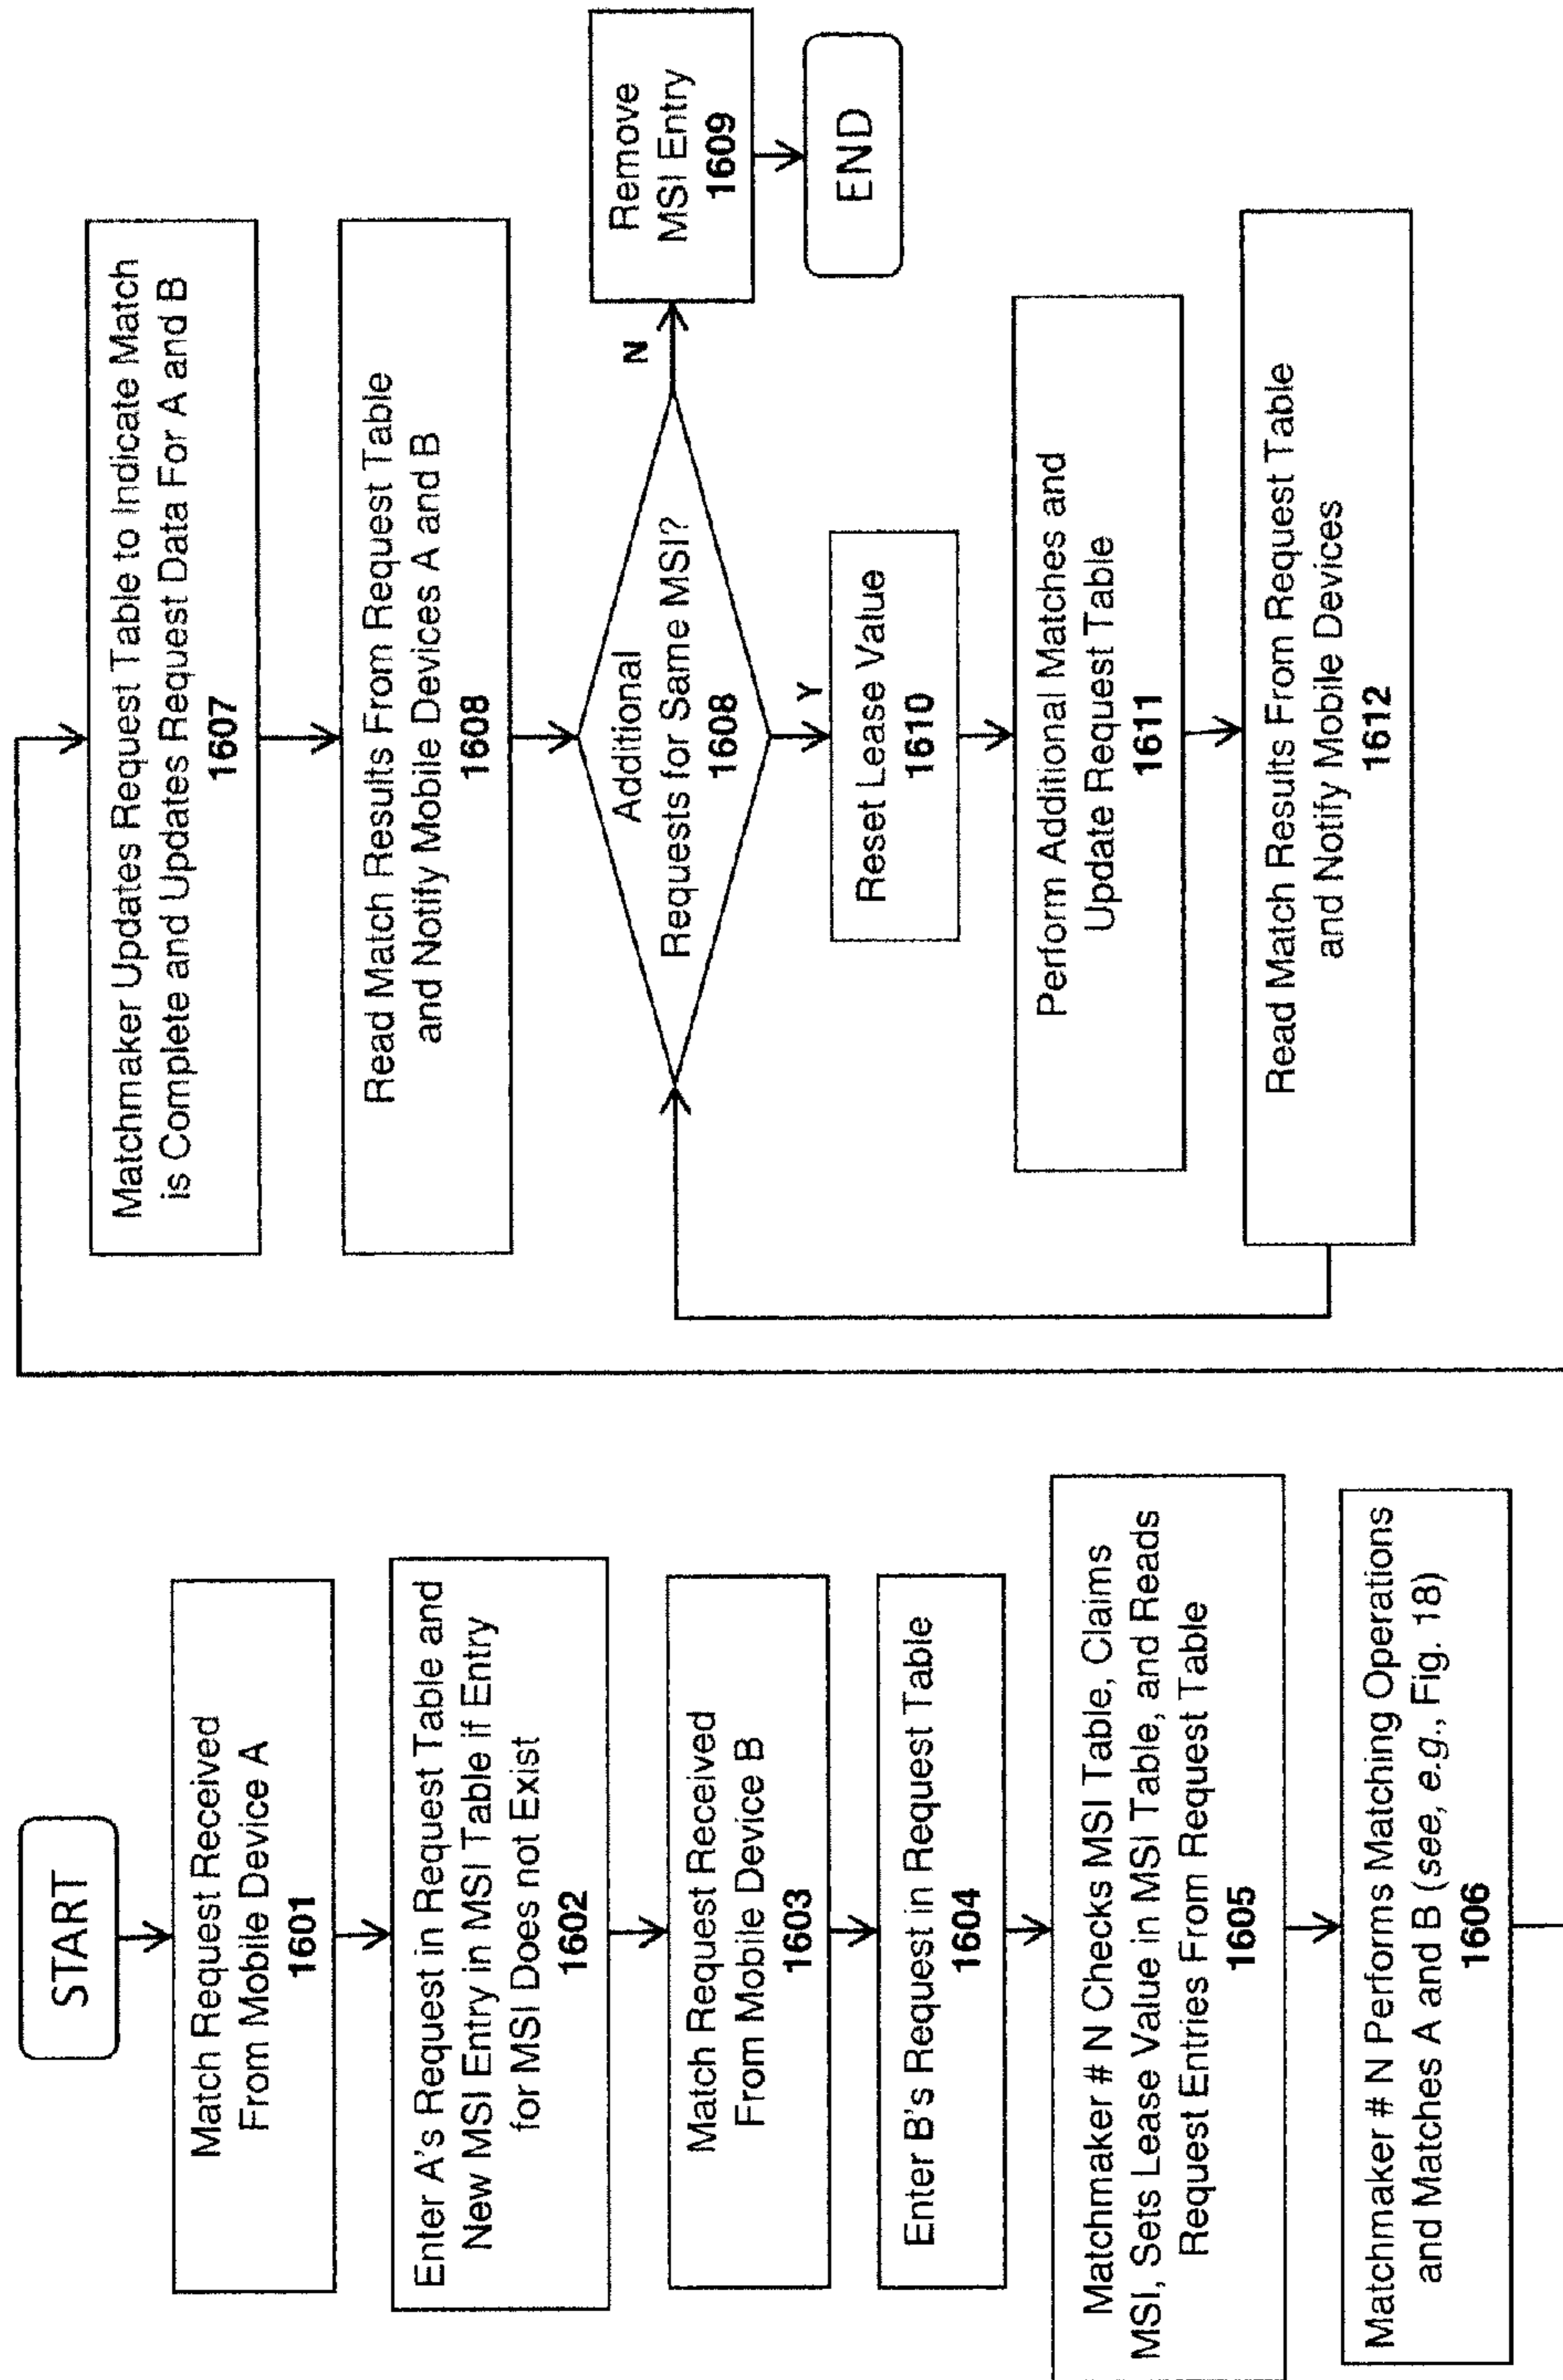 START
Match Request Received
From Mobile Device A
1601
Enter A's Request in Request Table and
New MSI Entry in MSI Table if Entry
for MSI Does not Exist
1602
Match Request Received
From Mobile Device B
1603
Enter B's Request in Request Table
1604
Matchmaker # N Checks MSI Table, Claims
MSI, Sets Lease Value in MSI Table, and Reads
Request Entries From Request Table
1605
Matchmaker # N Performs Matching Operations
and Matches A and B (see, e.g., Fig. 18)
1606
Matchmaker Updates Request Table to Indicate Match
is Complete and Updates Request Data For A and B
1607
Read Match Results From Request Table
and Notify Mobile Devices A and B
1608
Additional
Requests for Same MSI?
1608
N
Remove
MSI Entry
1609
END
Y
Reset Lease Value
1610
Perform Additional Matches and
Update Request Table
1611
Read Match Results From Request Table
and Notify Mobile Devices
1612